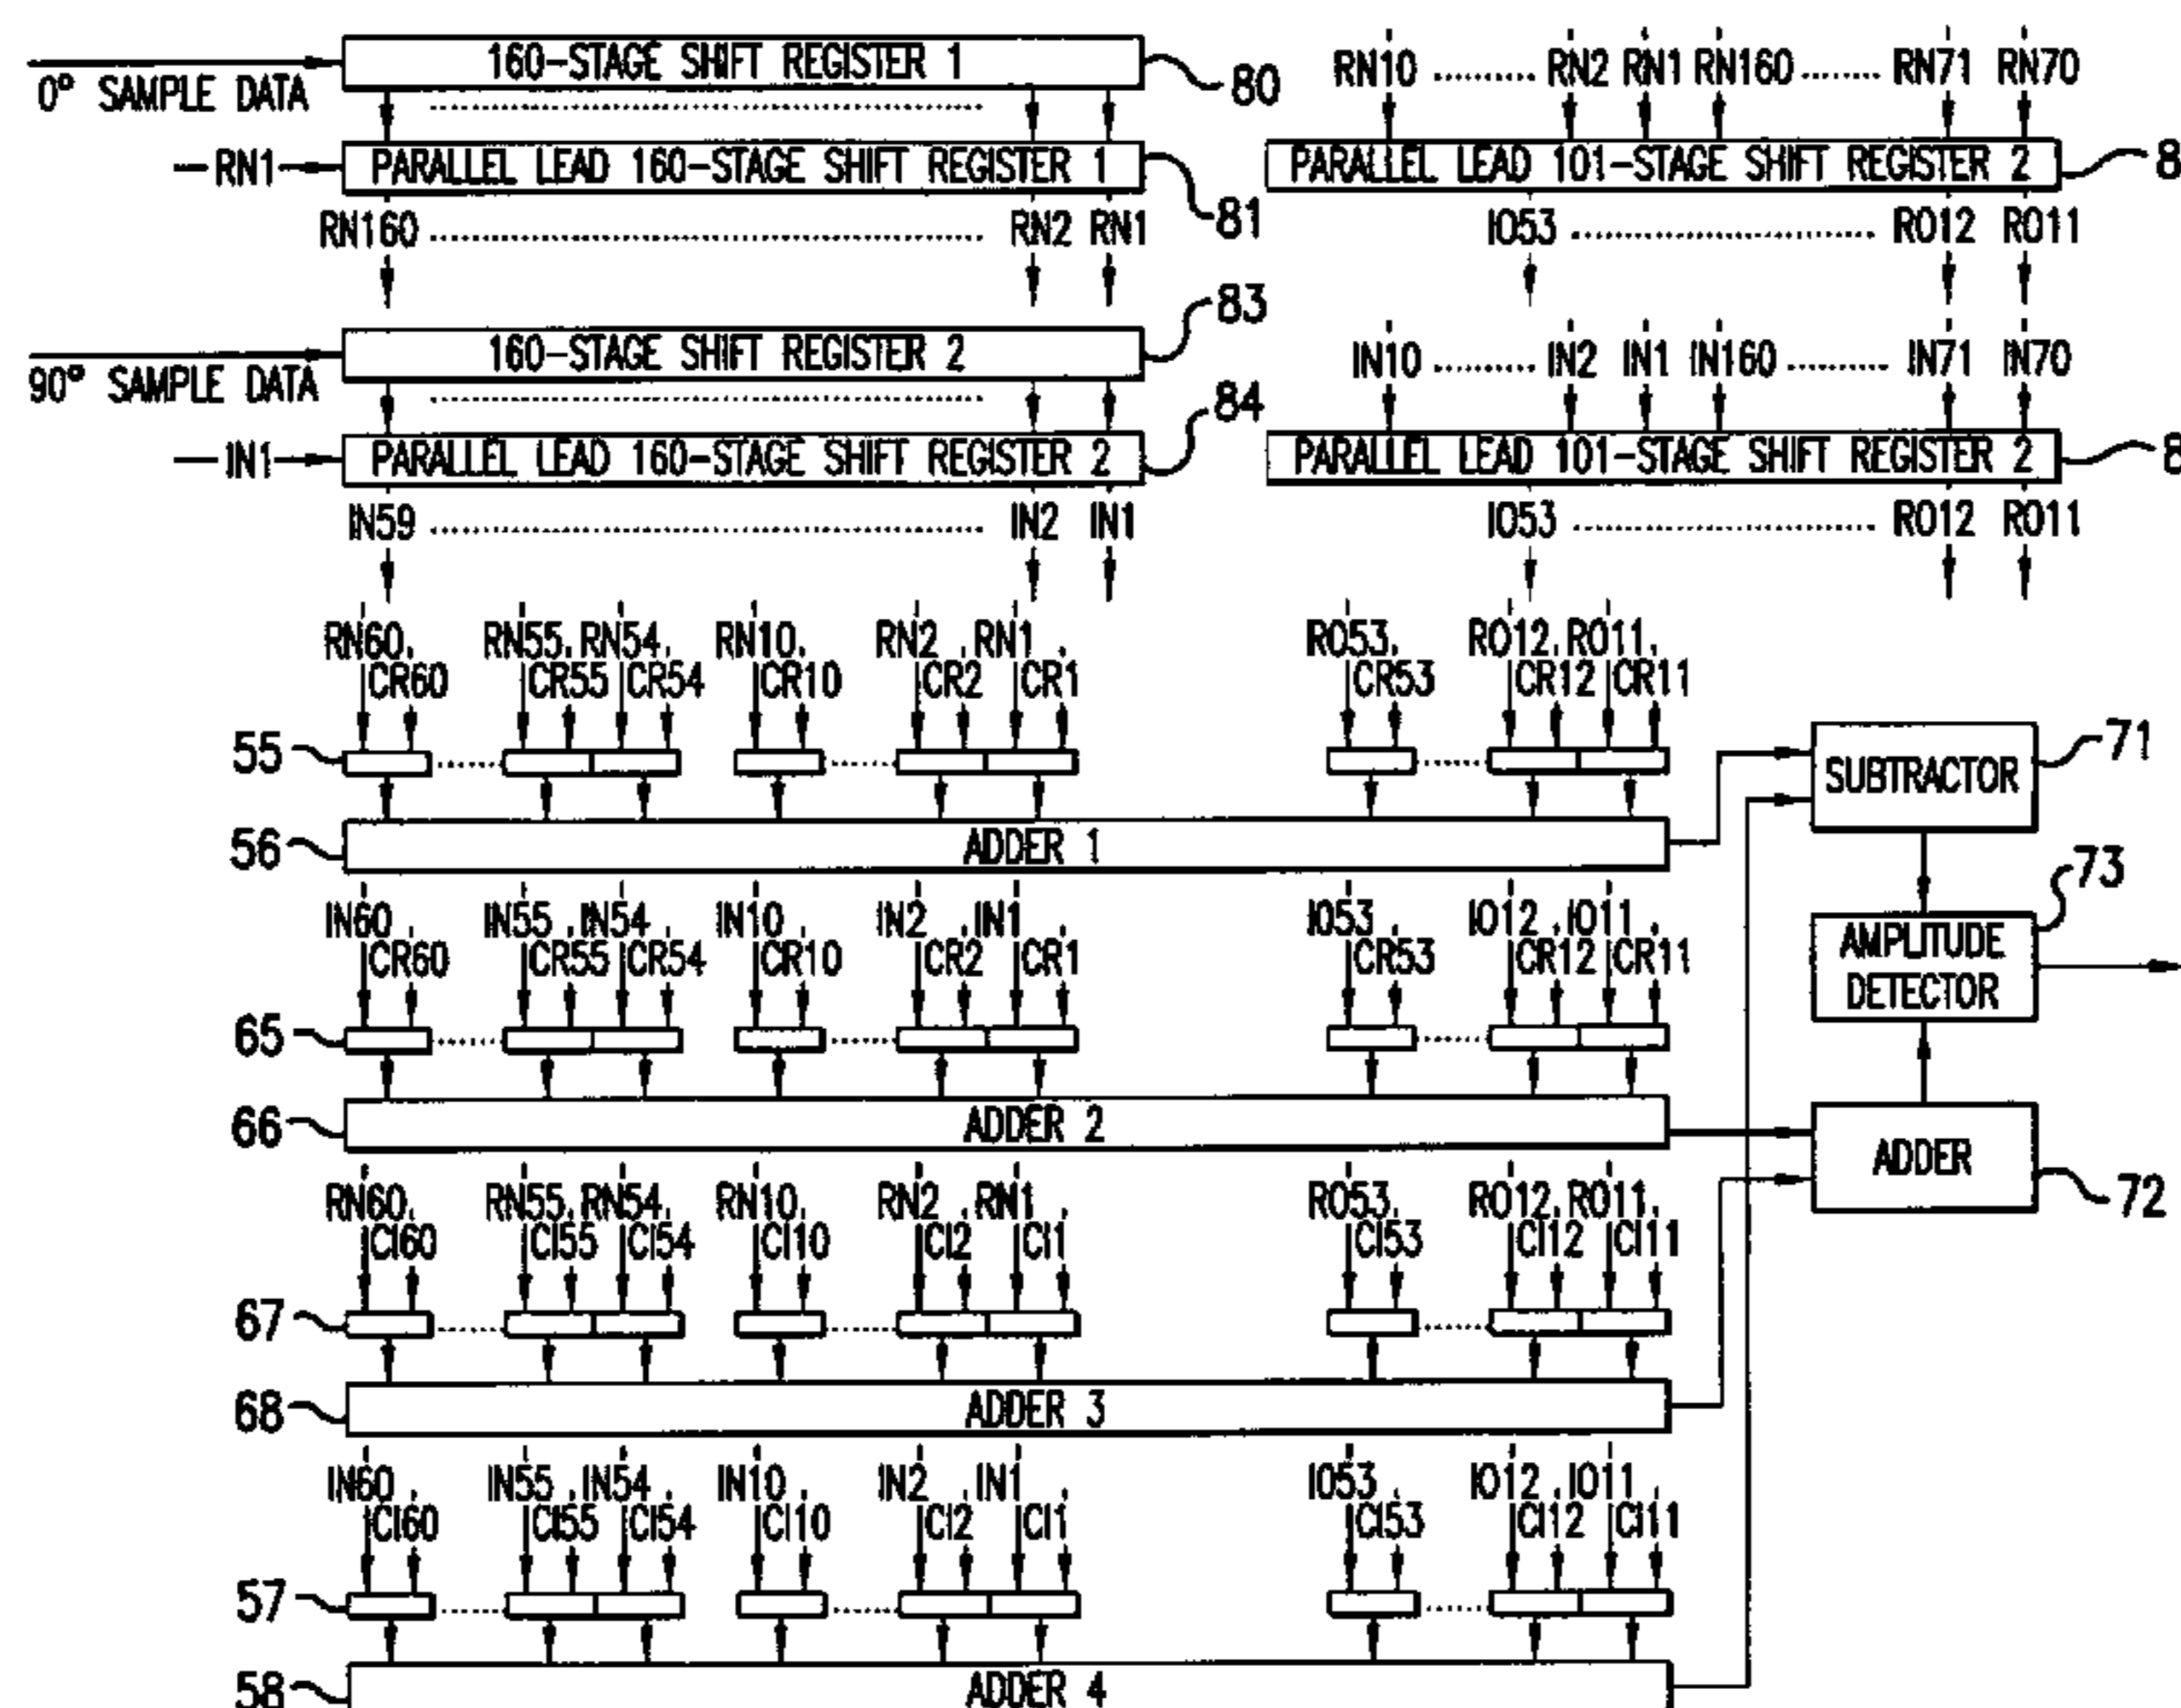 160-STAGE SHIFT REGISTER 1
80
0° SAMPLE DATA
RN10 ......... RN2 RN1 RN160 ....... RN71 RN70
RN1
PARALLEL LEAD 160-STAGE SHIFT REGISTER 1
81
PARALLEL LEAD 101-STAGE SHIFT REGISTER 2
8
RN160 ......... RN2 RN1
IO53 ......... RO12 RO11
160-STAGE SHIFT REGISTER 2
83
90° SAMPLE DATA
IN10 ......... IN2 IN1 IN160 ........ IN71 IN70
IN1
PARALLEL LEAD 160-STAGE SHIFT REGISTER 2
84
PARALLEL LEAD 101-STAGE SHIFT REGISTER 2
8
IN59 ......... IN2 IN1
IO53 ......... RO12 RO11
RN60 RN55 RN54 RN10 RN2 RN1 RO53 RO12 RO11
CR60 CR55 CR54 CR10 CR2 CR1 CR53 CR12 CR11
55
56
ADDER 1
SUBTRACTOR
71
IN60 IN55 IN54 IN10 IN2 IN1 IO53 IO12 IO11
CR60 CR55 CR54 CR10 CR2 CR1 CR53 CR12 CR11
65
66
ADDER 2
AMPLITUDE
DETECTOR
73
RN60 RN55 RN54 RN10 RN2 RN1 RO53 RO12 RO11
CI60 CI55 CI54 CI10 CI2 CI1 CI53 CI12 CI11
67
68
ADDER 3
ADDER
72
IN60 IN55 IN54 IN10 IN2 IN1 IO53 IO12 IO11
CI60 CI55 CI54 CI10 CI2 CI1 CI53 CI12 CI11
57
58
ADDER 4